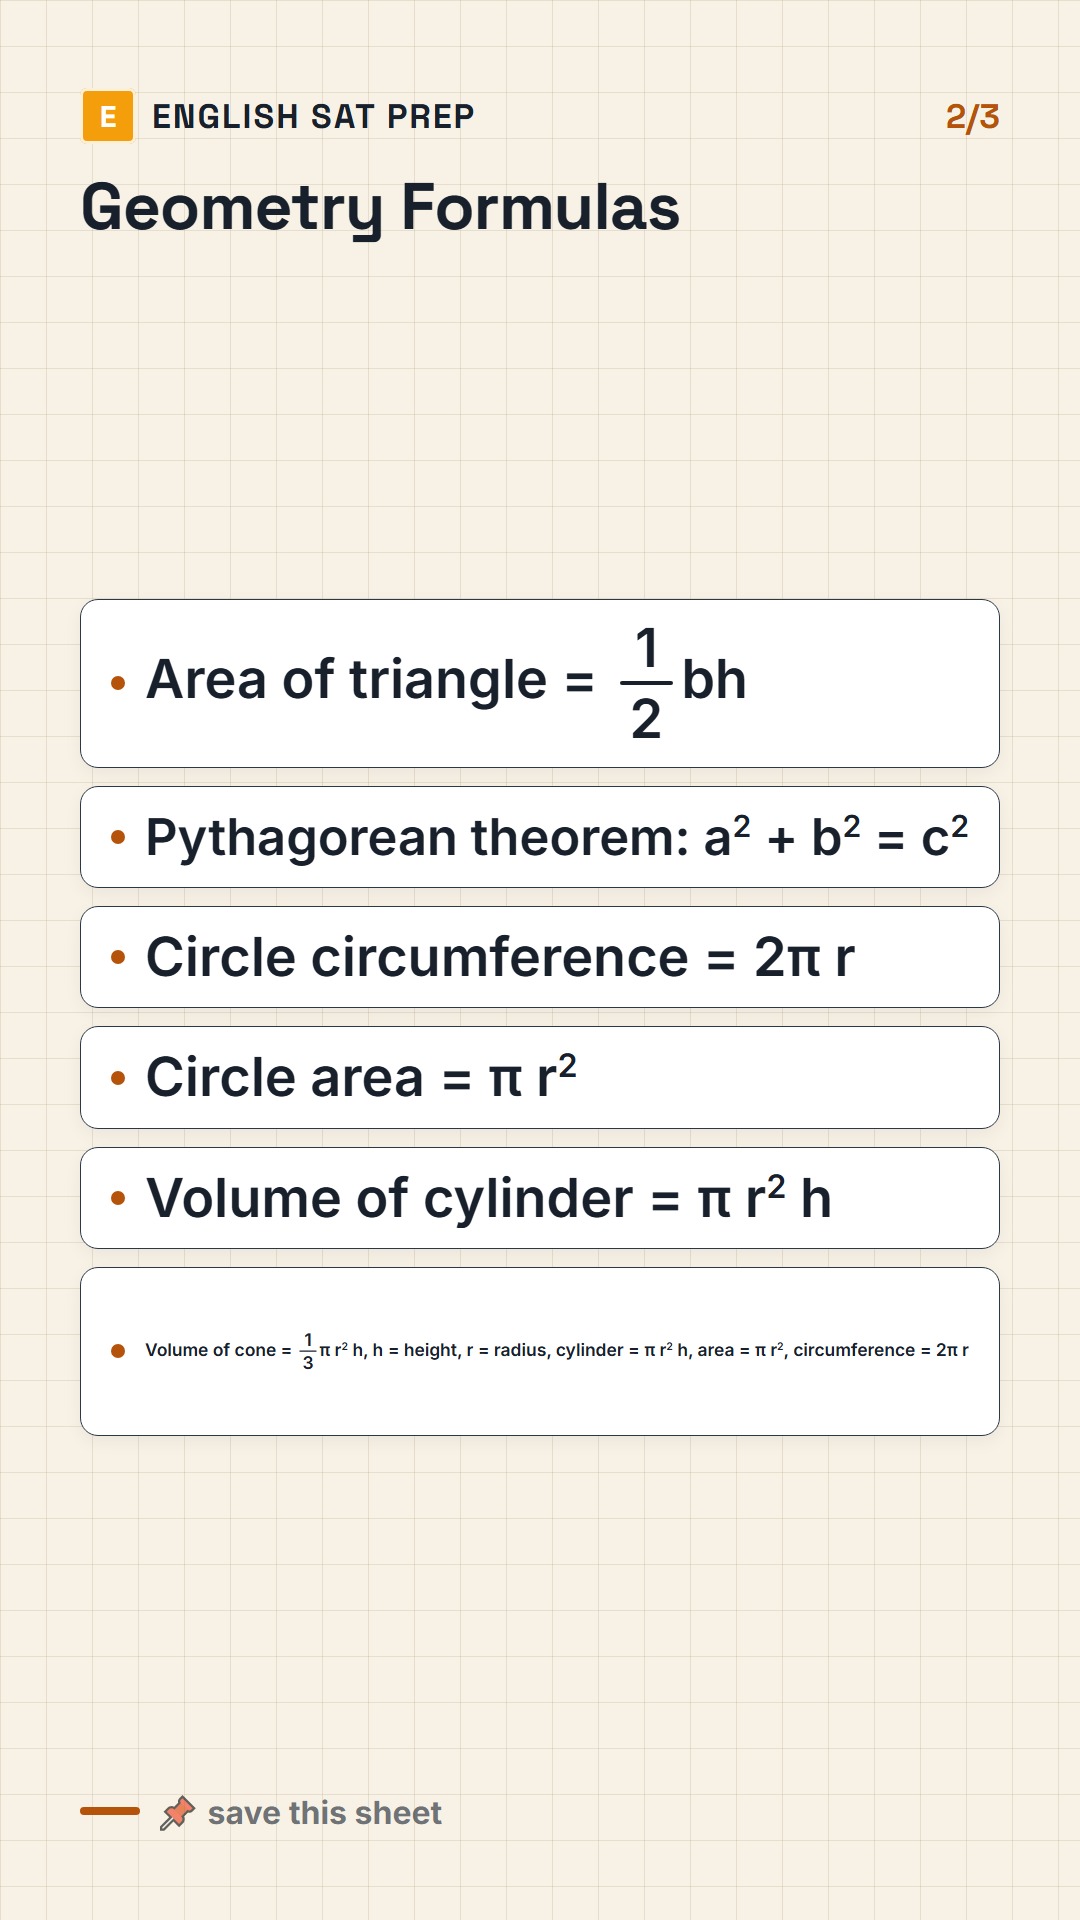 E ENGLISH SAT PREP 2/3
Geometry Formulas
• Area of triangle = 1/2 bh
• Pythagorean theorem: a² + b² = c²
• Circle circumference = 2π r
• Circle area = π r²
• Volume of cylinder = π r² h
• Volume of cone = 1/3 π r² h, h = height, r = radius, cylinder = π r² h, area = π r², circumference = 2π r
📌 save this sheet